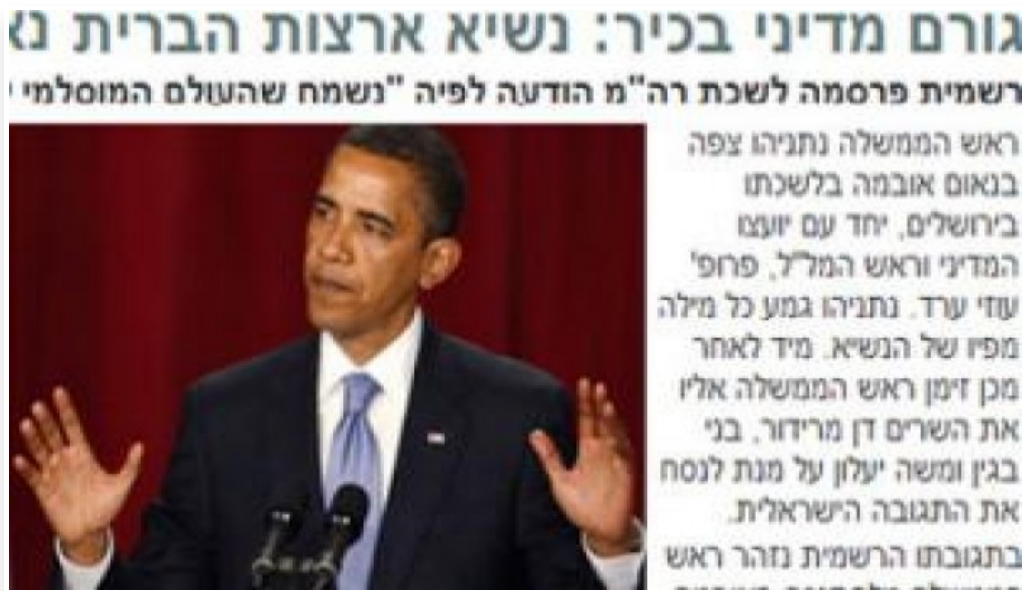 גורם מדיני בכיר: נשיא ארצות הברית
רשמית פרסמה לשכת רה"מ הודעה לפיה "נשמח שהעולם המוסלמי
ראש הממשלה נתניהו צפה
בנאום אובמה בלשכתו
בירושלים, יחד עם יועצו
המדיני וראש המל"ל, פרופ'
עוזי ערד. נתניהו גמע כל מילה
מפיו של הנשיא. מיד לאחר
מכן זימן ראש הממשלה אליו
את השרים דן מרידור, בני
בגין ומשה יעלון על מנת לנסח
את התגובה הישראלית.
בתגובתו הרשמית נזהר ראש